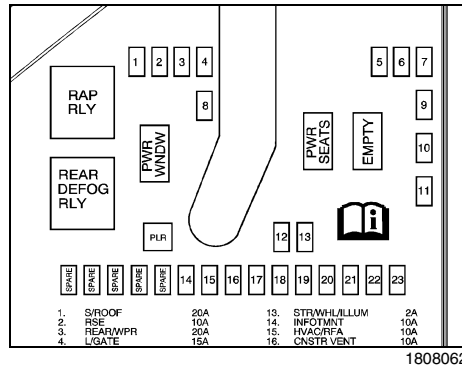 1 2 3 4 5 6 7
RAP
RLY
8 9
PWR
WNDW
PWR
SEATS
EMPTY
10
REAR
DEFOG
RLY
11
PLR
12 13
SPARE SPARE SPARE SPARE SPARE 14 15 16 17 18 19 20 21 22 23
1. S/ROOF 20A 13. STR/WHL/ILLUM 2A
2. RSE 10A 14. INFOTMNT 10A
3. REAR/WPR 20A 15. HVAC/RFA 10A
4. L/GATE 15A 16. CNSTR VENT 10A
1808062